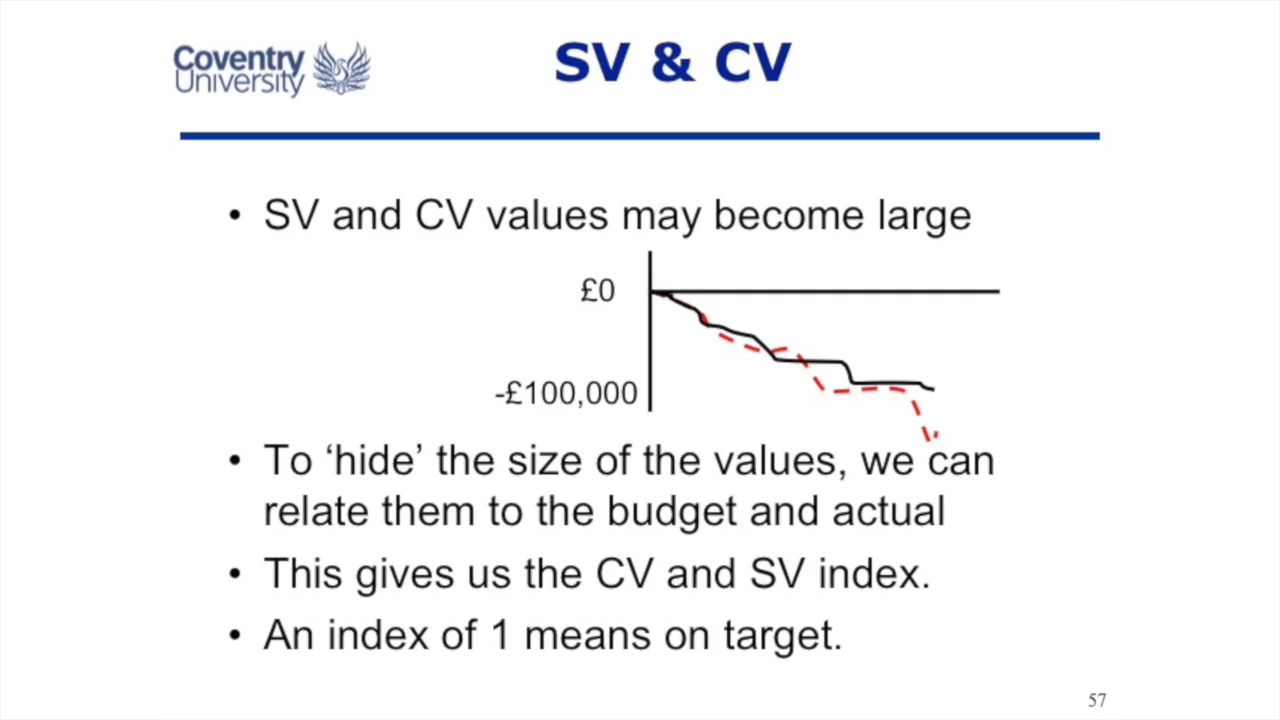 Coventry
University
SV & CV
• SV and CV values may become large
£0
-£100,000
• To ‘hide’ the size of the values, we can
relate them to the budget and actual
• This gives us the CV and SV index.
• An index of 1 means on target.
57